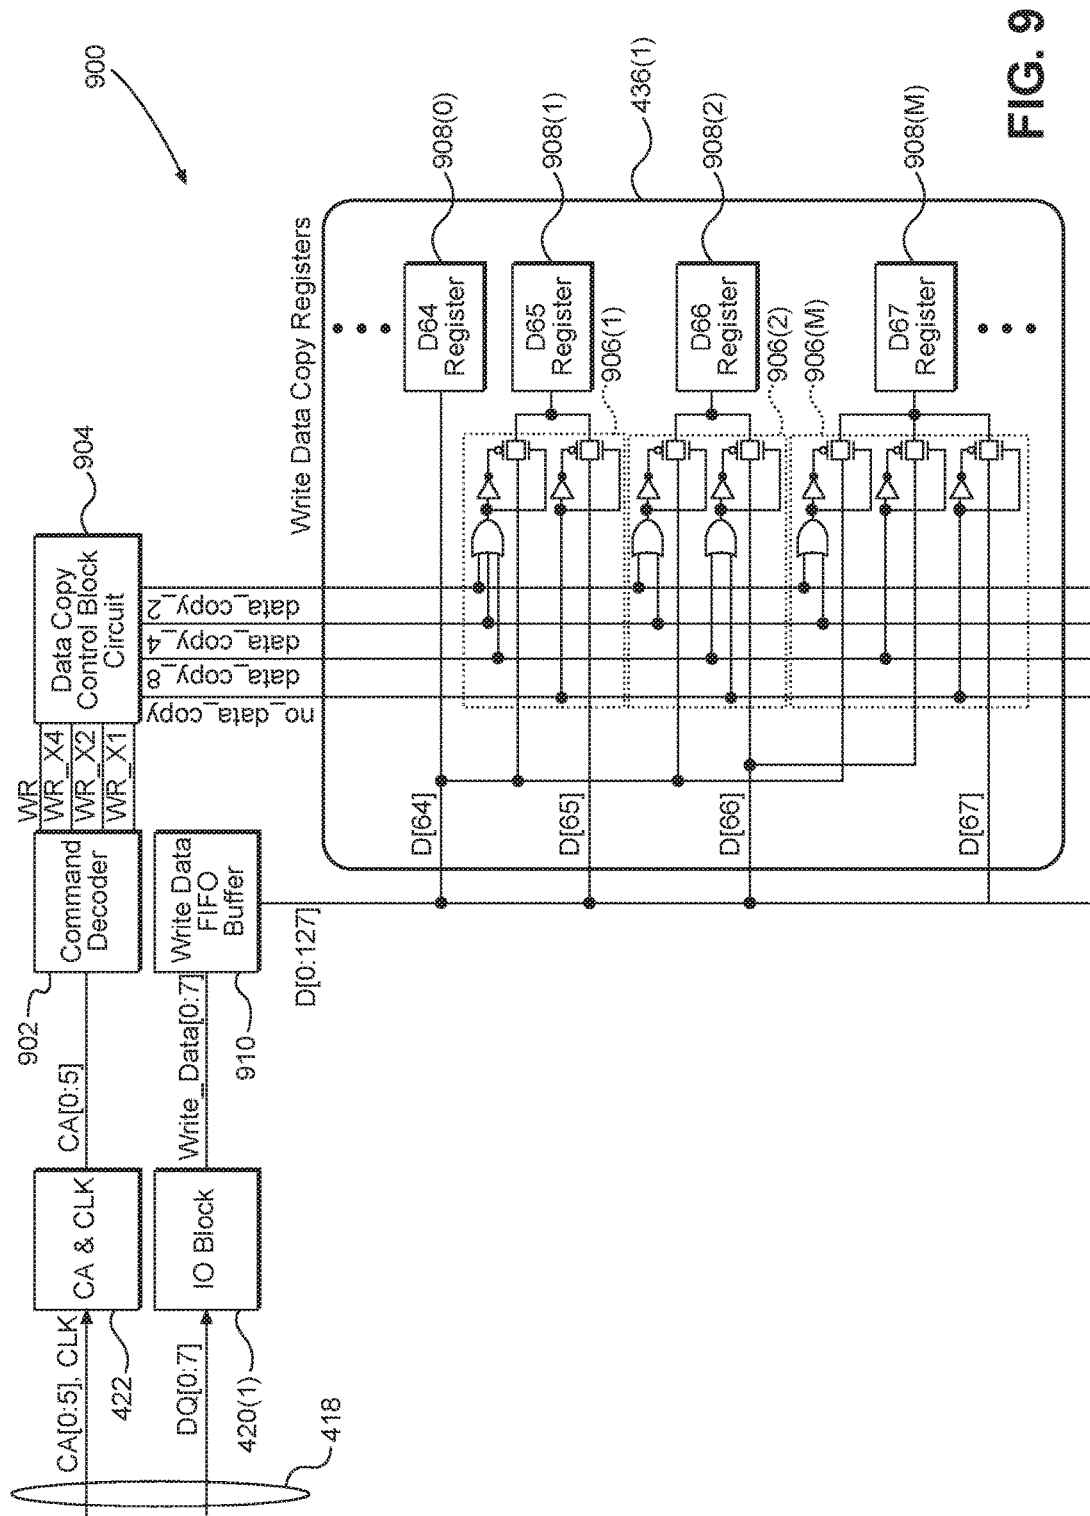 900
CA[0:5], CLK
422
CA & CLK
CA[0:5]
902
Command
Decoder
WR
WR_X4
WR_X2
WR_X1
Data Copy
Control Block
Circuit
904
418
DQ[0:7]
420(1)
IO Block
Write_Data[0:7]
910
Write Data
FIFO
Buffer
D[0:127]
no_data_copy
data_copy_8
data_copy_4
data_copy_2
Write Data Copy Registers
436(1)
D[64]
D64
Register
908(0)
D[65]
D65
Register
908(1)
906(1)
D[66]
D66
Register
908(2)
906(2)
906(M)
D[67]
D67
Register
908(M)
FIG. 9